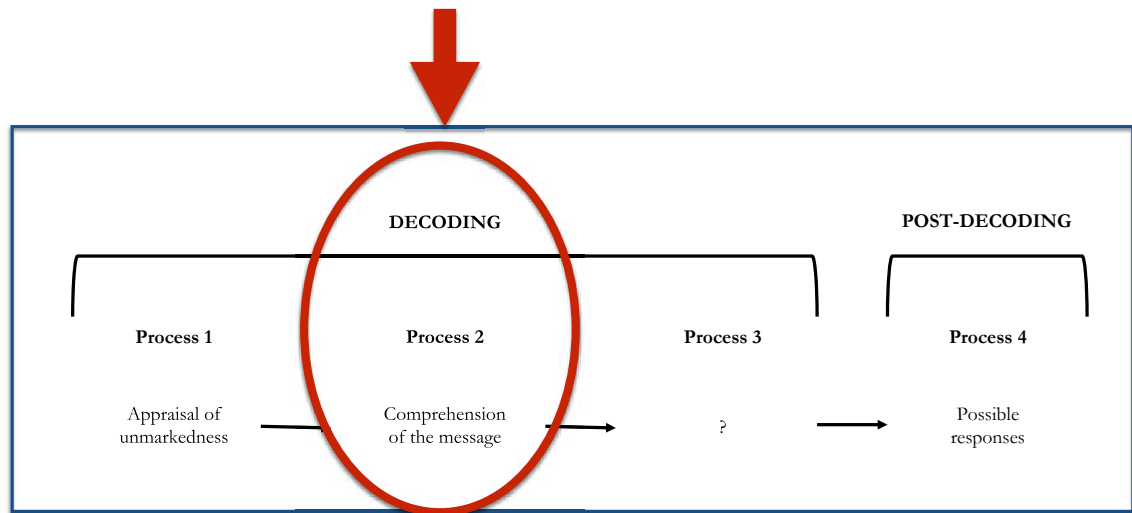 DECODING
POST-DECODING
Process 1
Process 2
Process 3
Process 4
Appraisal of
unmarkedness
Comprehension
of the message
?
Possible
responses